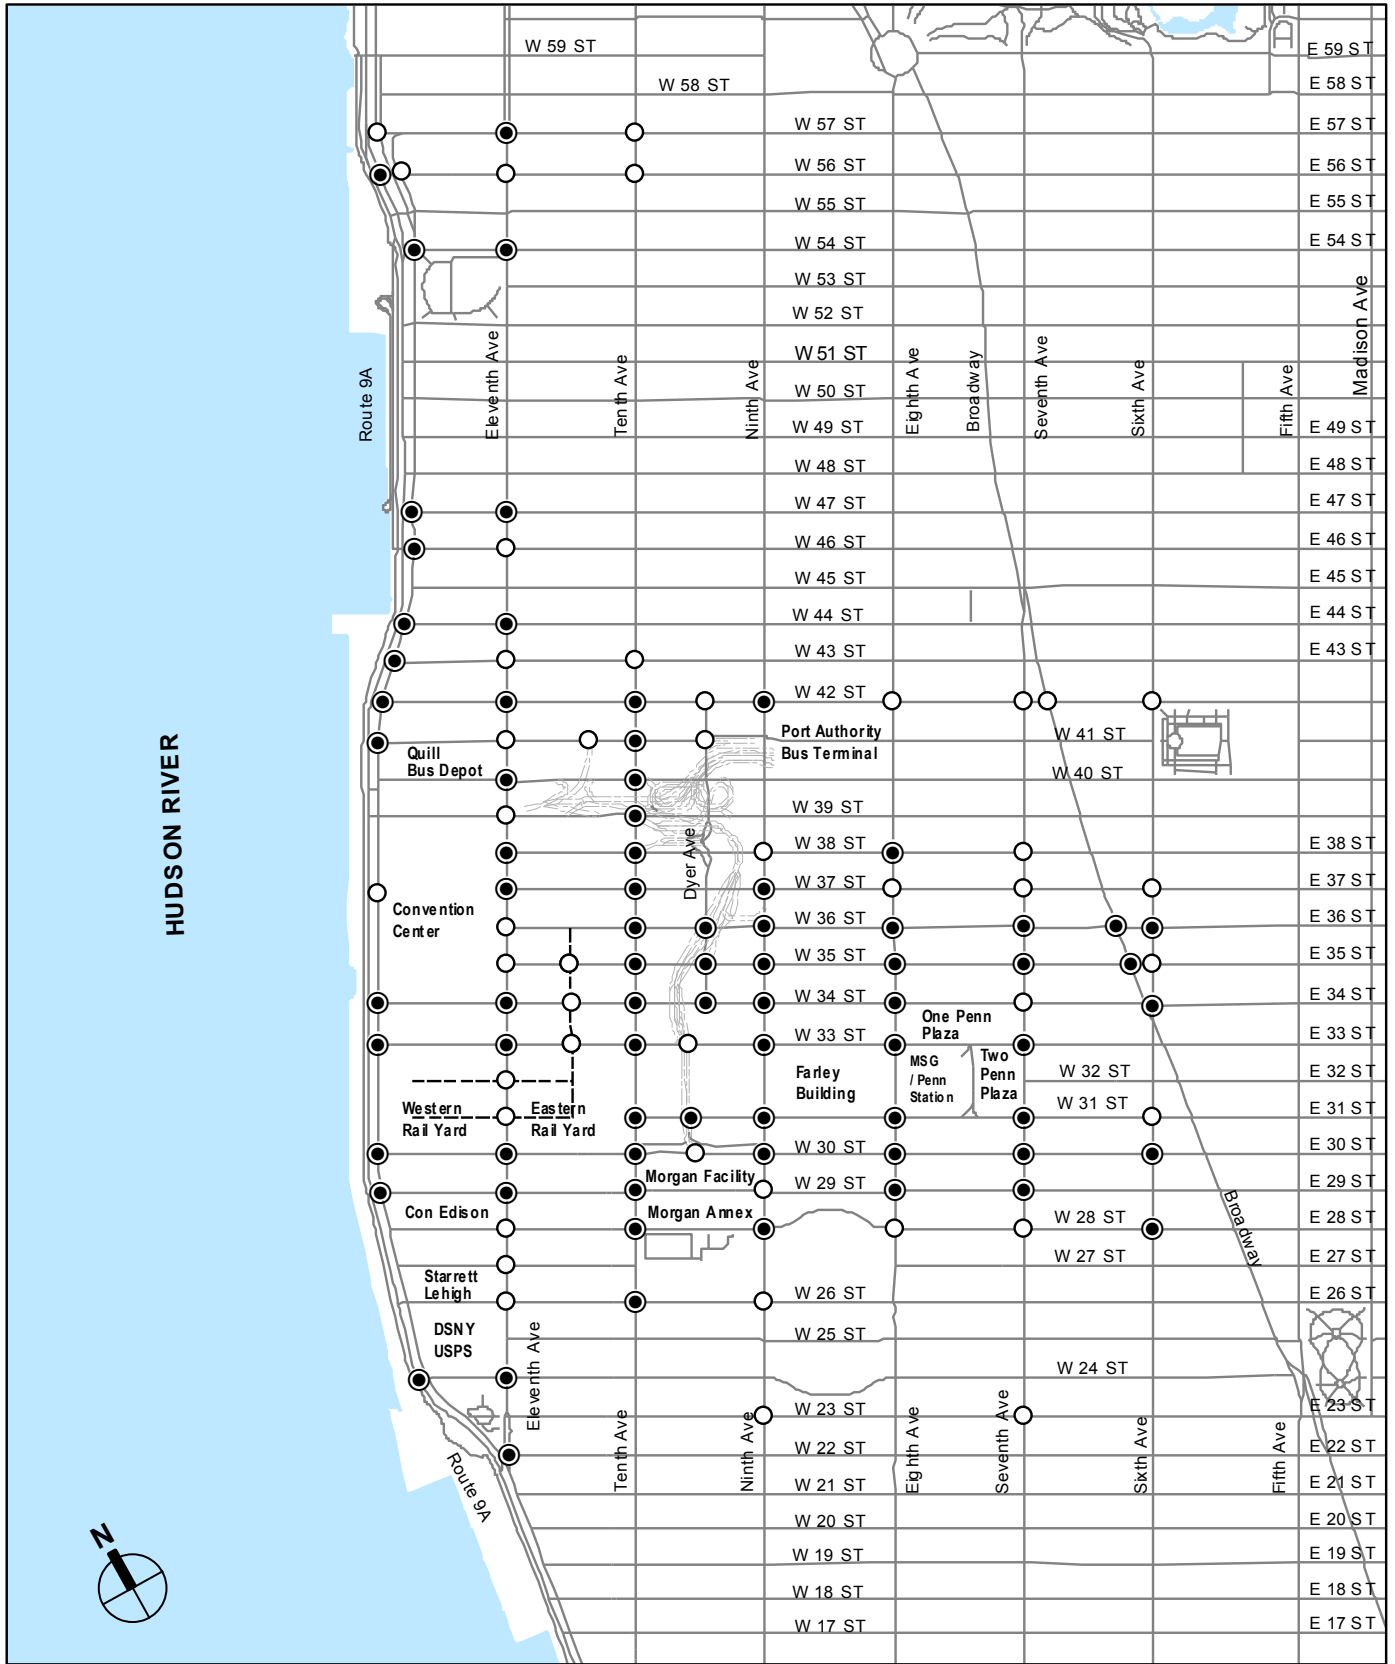 W 59 ST
E 59 ST
W 58 ST
E 58 ST
W 57 ST
E 57 ST
W 56 ST
E 56 ST
W 55 ST
E 55 ST
W 54 ST
E 54 ST
W 53 ST
W 52 ST
W 51 ST
W 50 ST
Route 9A
Eleventh Ave
Tenth Ave
Ninth Ave
Eighth Ave
Broadway
Seventh Ave
Sixth Ave
Fifth Ave
Madison Ave
W 49 ST
E 49 ST
W 48 ST
E 48 ST
W 47 ST
E 47 ST
W 46 ST
E 46 ST
W 45 ST
E 45 ST
W 44 ST
E 44 ST
W 43 ST
E 43 ST
W 42 ST
Port Authority
Bus Terminal
W 41 ST
Quill
Bus Depot
W 40 ST
HUDSON RIVER
W 39 ST
Dyer Ave
W 38 ST
E 38 ST
W 37 ST
E 37 ST
Convention
Center
W 36 ST
E 36 ST
W 35 ST
E 35 ST
W 34 ST
E 34 ST
One Penn
Plaza
W 33 ST
E 33 ST
MSG
/ Penn
Station
Two
Penn
Plaza
Farley
Building
W 32 ST
E 32 ST
Western
Rail Yard
Eastern
Rail Yard
W 31 ST
E 31 ST
W 30 ST
E 30 ST
Morgan Facility
W 29 ST
E 29 ST
Con Edison
Morgan Annex
W 28 ST
E 28 ST
Broadway
W 27 ST
E 27 ST
Starrett
Lehigh
W 26 ST
E 26 ST
DSNY
USPS
W 25 ST
W 24 ST
Eleventh Ave
W 23 ST
E 23 ST
Tenth Ave
Ninth Ave
Eighth Ave
Seventh Ave
Sixth Ave
Fifth Ave
W 22 ST
E 22 ST
Route 9A
W 21 ST
E 21 ST
W 20 ST
E 20 ST
N
W 19 ST
E 19 ST
W 18 ST
E 18 ST
W 17 ST
E 17 ST